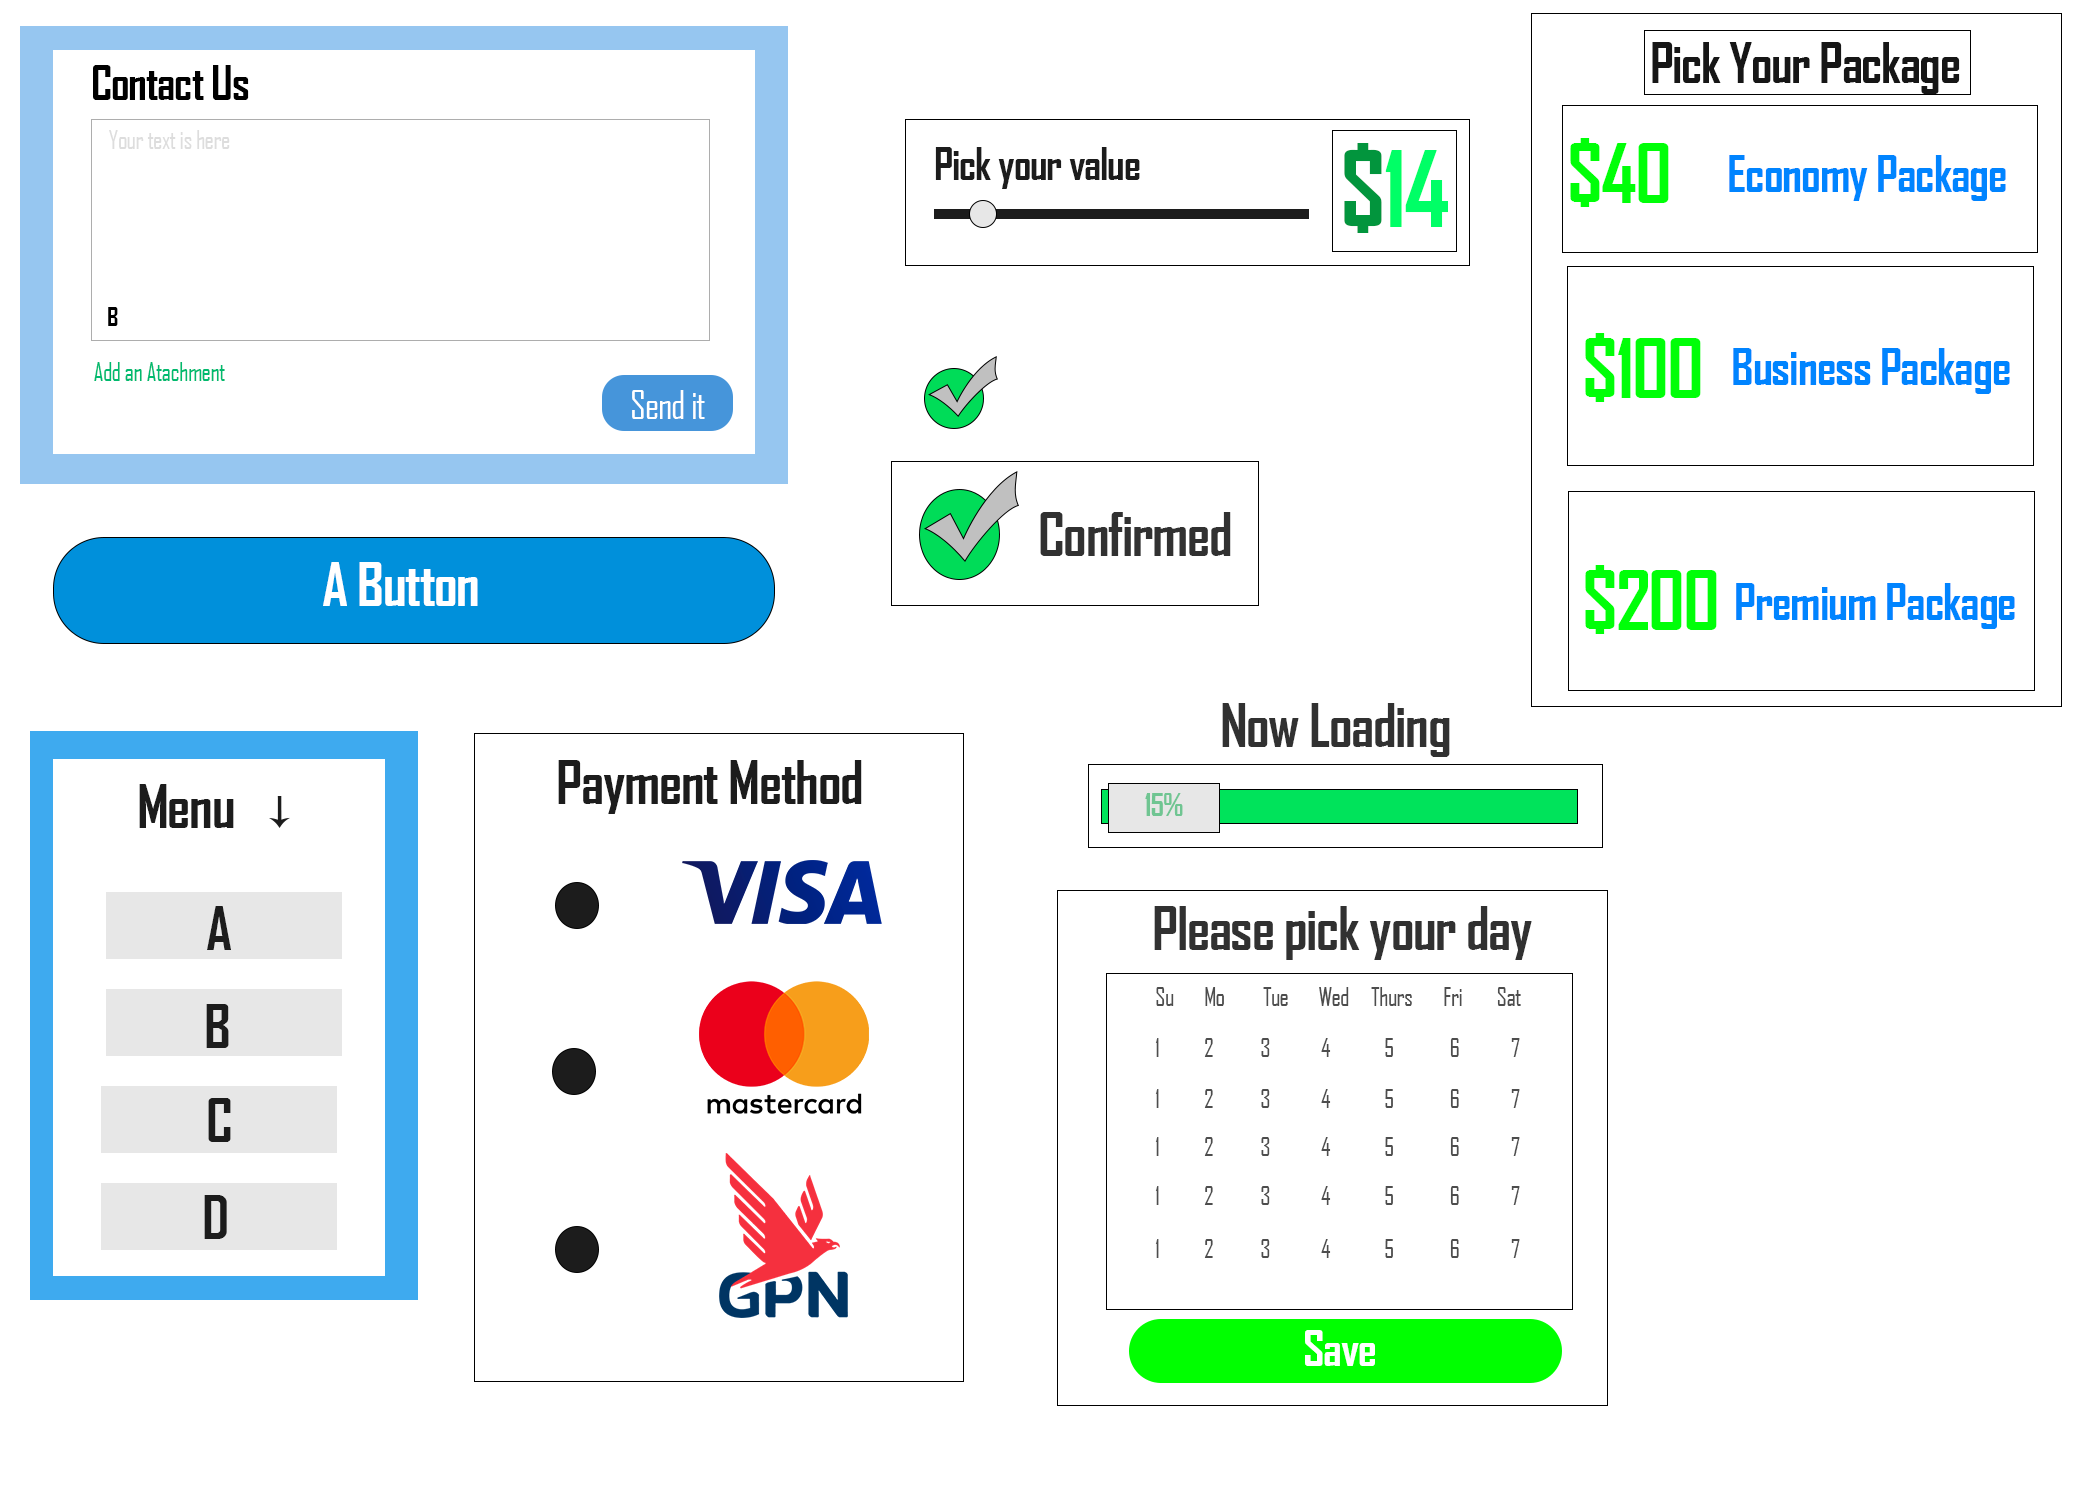 Contact Us
Your text is here
B
Add an Atachment
Send it
A Button
Pick your value
$14
Confirmed
Pick Your Package
$40 Economy Package
$100 Business Package
$200 Premium Package
Menu ↓
A
B
C
D
Payment Method
VISA
mastercard
GPN
Now Loading
15%
Please pick your day
Su Mo Tue Wed Thurs Fri Sat
1 2 3 4 5 6 7
1 2 3 4 5 6 7
1 2 3 4 5 6 7
1 2 3 4 5 6 7
1 2 3 4 5 6 7
Save